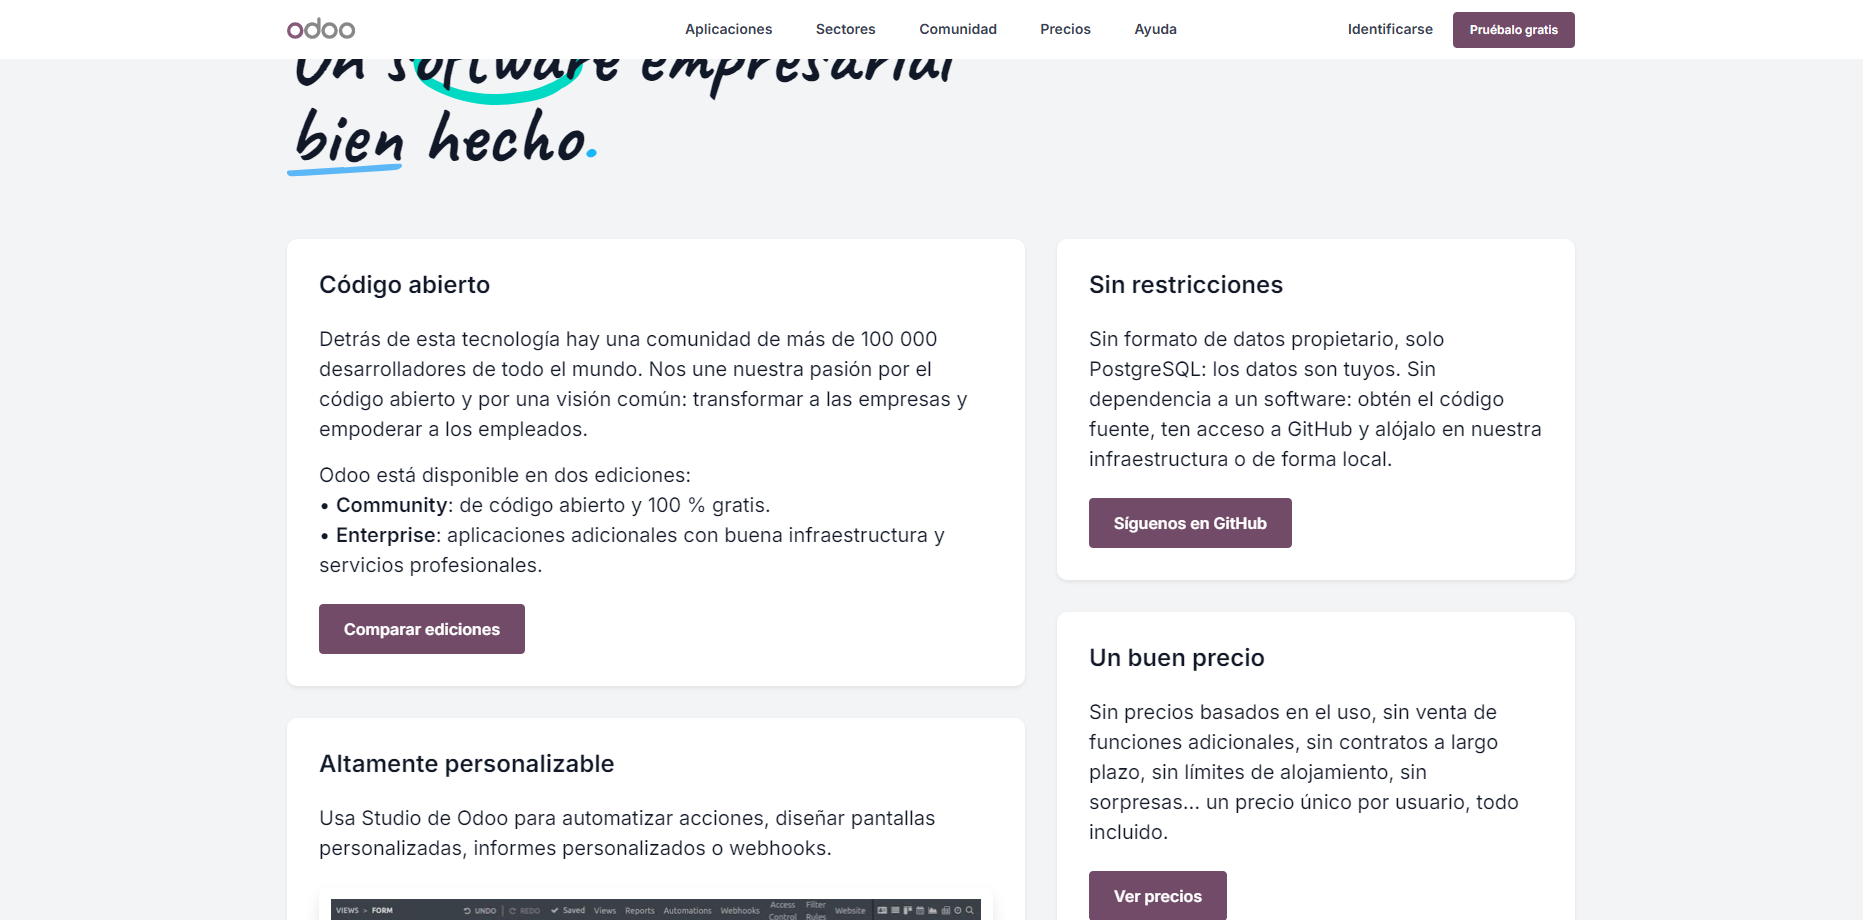 odoo
Aplicaciones
Sectores
Comunidad
Precios
Ayuda
Identificarse
Pruébalo gratis
Un software empresarial
bien hecho.
Código abierto
Detrás de esta tecnología hay una comunidad de más de 100 000
desarrolladores de todo el mundo. Nos une nuestra pasión por el
código abierto y por una visión común: transformar a las empresas y
empoderar a los empleados.
Odoo está disponible en dos ediciones:
• Community: de código abierto y 100 % gratis.
• Enterprise: aplicaciones adicionales con buena infraestructura y
servicios profesionales.
Comparar ediciones
Sin restricciones
Sin formato de datos propietario, solo
PostgreSQL: los datos son tuyos. Sin
dependencia a un software: obtén el código
fuente, ten acceso a GitHub y alójalo en nuestra
infraestructura o de forma local.
Síguenos en GitHub
Altamente personalizable
Usa Studio de Odoo para automatizar acciones, diseñar pantallas
personalizadas, informes personalizados o webhooks.
VIEWS > FORM
UNDO
REDO
Saved
Views
Reports
Automations
Webhooks
Access
Control
Filter
Rules
Website
Un buen precio
Sin precios basados en el uso, sin venta de
funciones adicionales, sin contratos a largo
plazo, sin límites de alojamiento, sin
sorpresas... un precio único por usuario, todo
incluido.
Ver precios